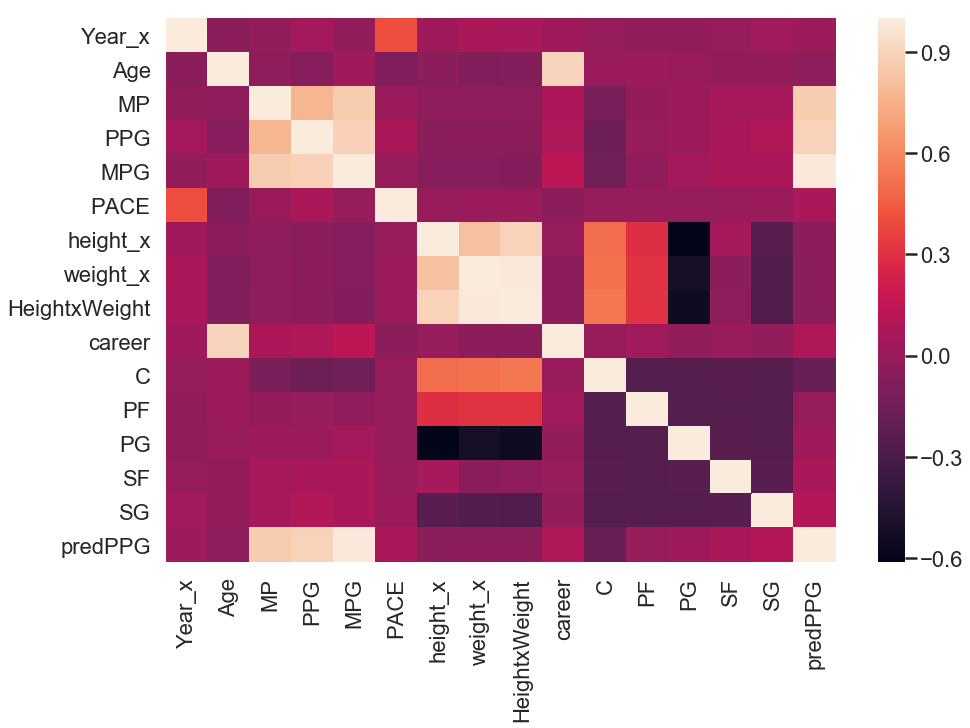 Year_x
Age
MP
PPG
MPG
PACE
height_x
weight_x
HeightxWeight
career
C
PF
PG
SF
SG
predPPG
Year_x
Age
MP
PPG
MPG
PACE
height_x
weight_x
HeightxWeight
career
C
PF
PG
SF
SG
predPPG
0.9
0.6
0.3
0.0
−0.3
−0.6